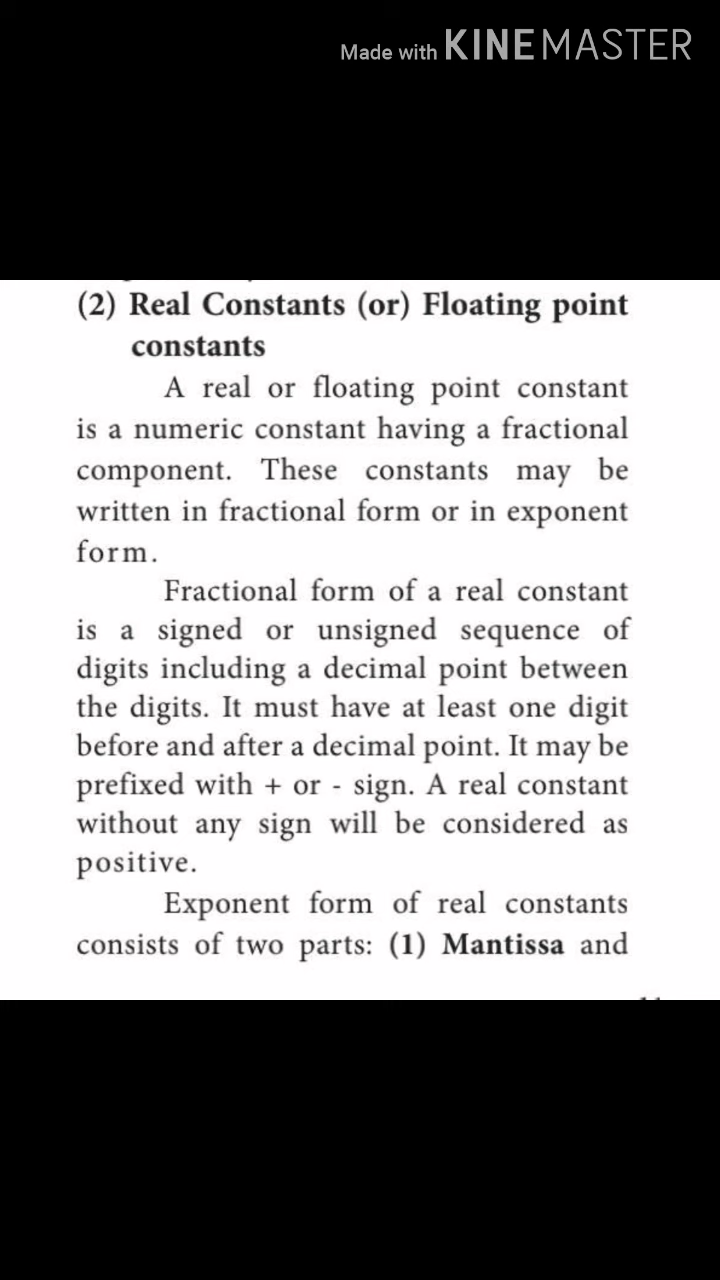 Made with KINEMASTER
(2) Real Constants (or) Floating point
constants
A real or floating point constant
is a numeric constant having a fractional
component. These constants may be
written in fractional form or in exponent
form.
Fractional form of a real constant
is a signed or unsigned sequence of
digits including a decimal point between
the digits. It must have at least one digit
before and after a decimal point. It may be
prefixed with + or - sign. A real constant
without any sign will be considered as
positive.
Exponent form of real constants
consists of two parts: (1) Mantissa and